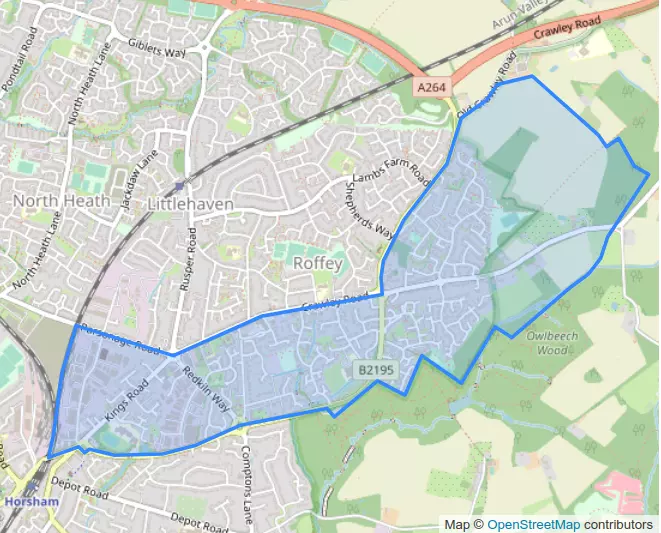 Pondtail Road
Giblets Way
North Heath Lane
Arun Valley
Crawley Road
A264
Old Crawley Road
Jackdaw Lane
Lambs Farm Road
North Heath
Littlehaven
Shepherds Way
North Heath Lane
Rusper Road
Roffey
Crawley Road
Parsonage Road
Owlbeech
Wood
B2195
Redkiln Way
Kings Road
Comptons Lane
Road
Depot Road
Horsham
Depot Road
Map © OpenStreetMap contributors